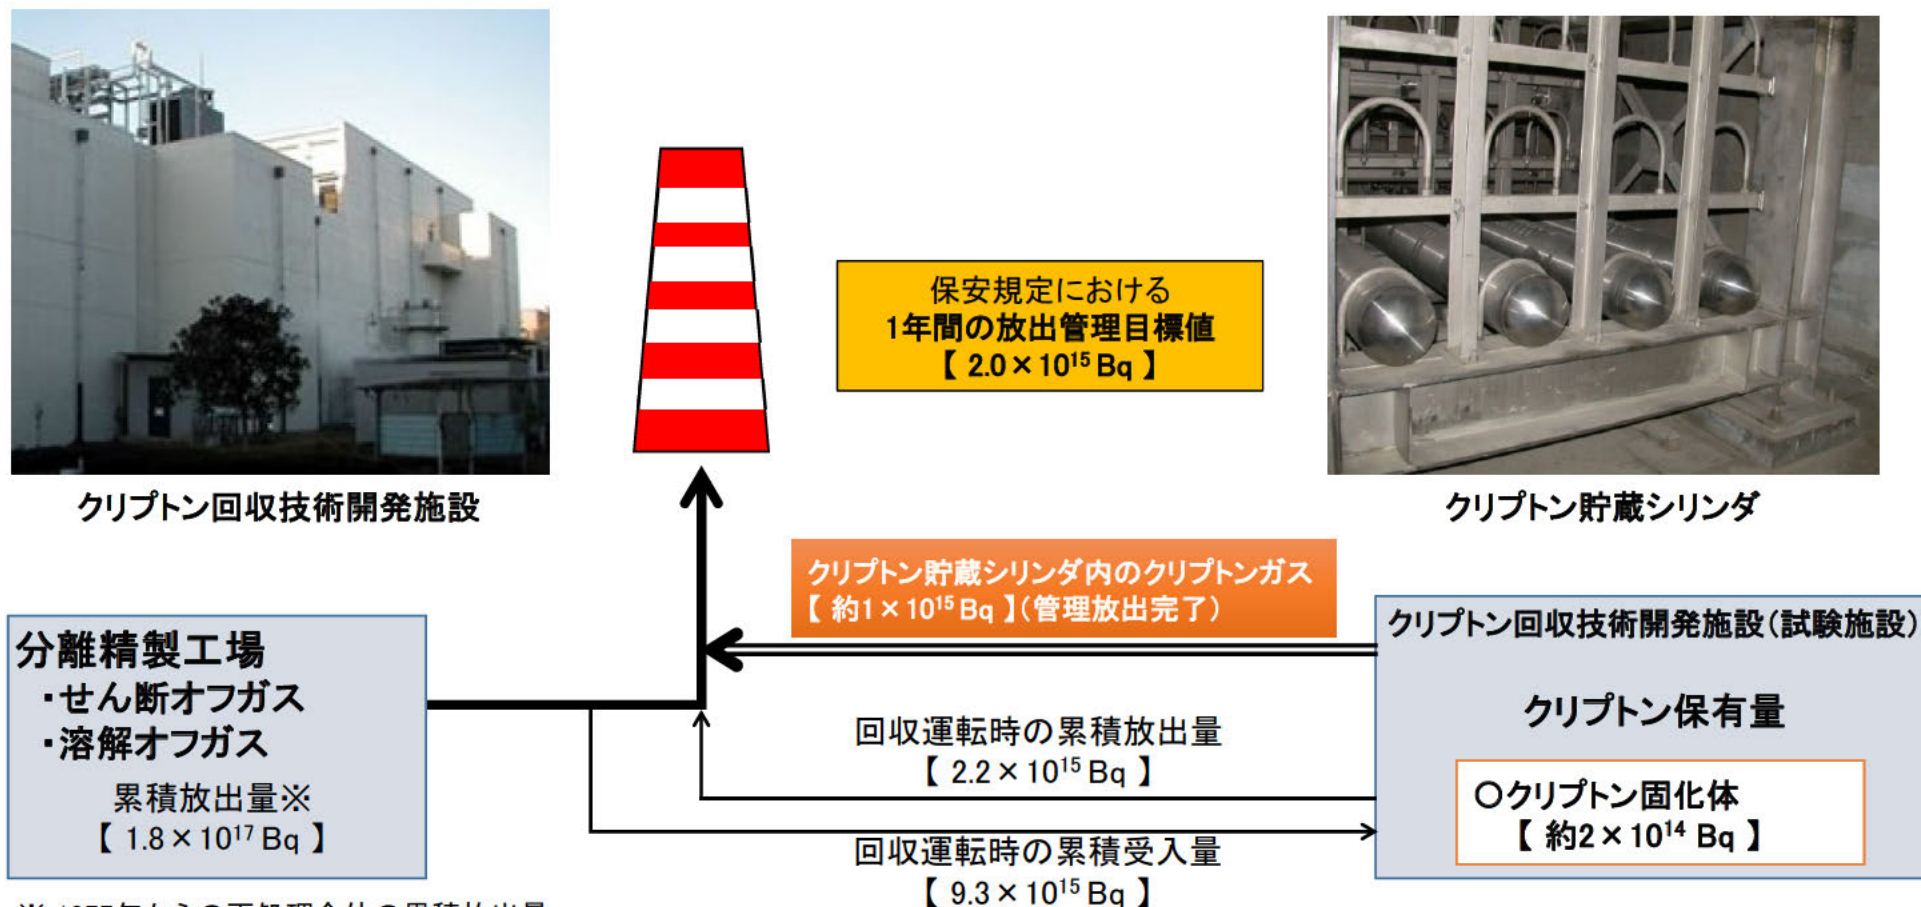 クリプトン回収技術開発施設
保安規定における
1年間の放出管理目標値
【 2.0×10¹⁵ Bq 】
クリプトン貯蔵シリンダ
クリプトン貯蔵シリンダ内のクリプトンガス
【 約1×10¹⁵ Bq 】(管理放出完了)
分離精製工場
・せん断オフガス
・溶解オフガス
累積放出量※
【 1.8×10¹⁷ Bq 】
回収運転時の累積放出量
【 2.2×10¹⁵ Bq 】
回収運転時の累積受入量
【 9.3×10¹⁵ Bq 】
クリプトン回収技術開発施設(試験施設)
クリプトン保有量
○クリプトン固化体
【 約2×10¹⁴ Bq 】